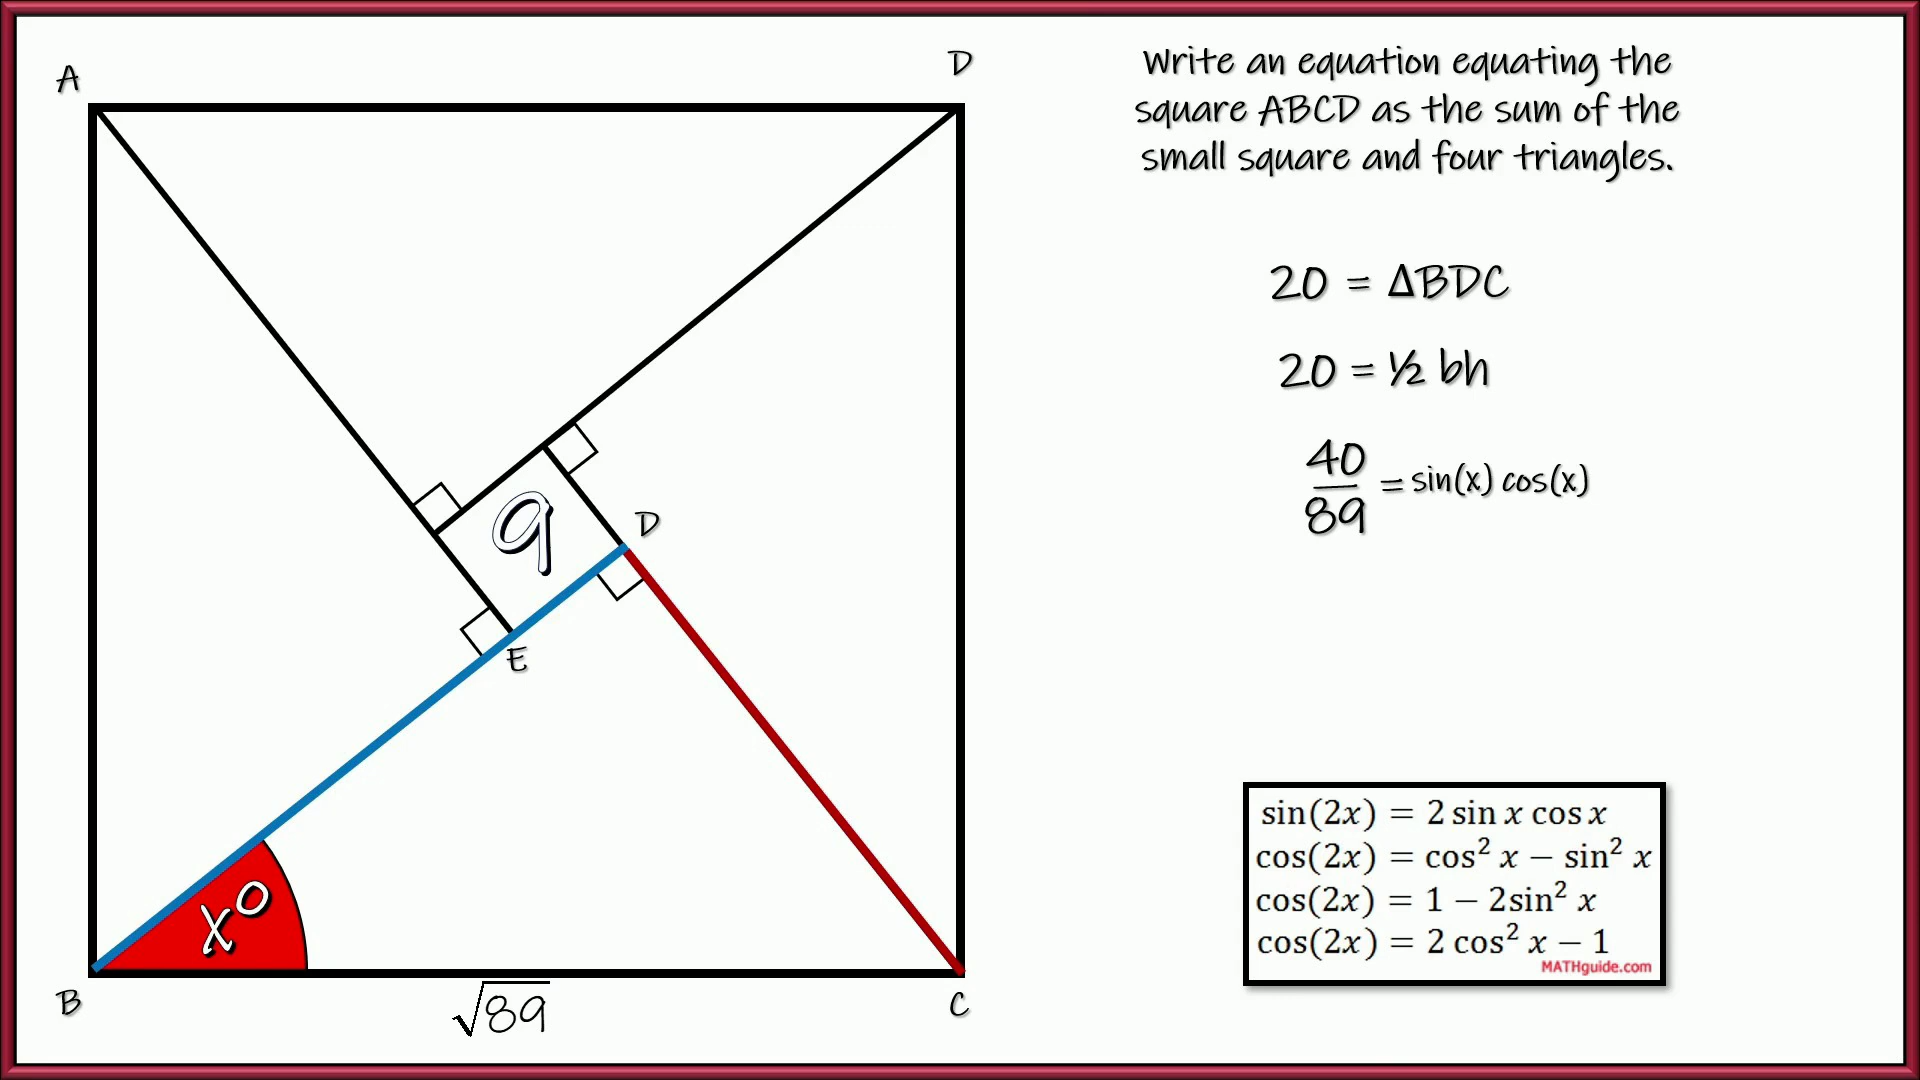 A
D
Write an equation equating the
square ABCD as the sum of the
small square and four triangles.
20 = ΔBDC
20 = ½ bh
40
89
= sin(x) cos(x)
9
D
E
x°
B
√89
C
sin(2x) = 2 sin x cos x
cos(2x) = cos² x − sin² x
cos(2x) = 1 − 2sin² x
cos(2x) = 2 cos² x − 1
MATHguide.com